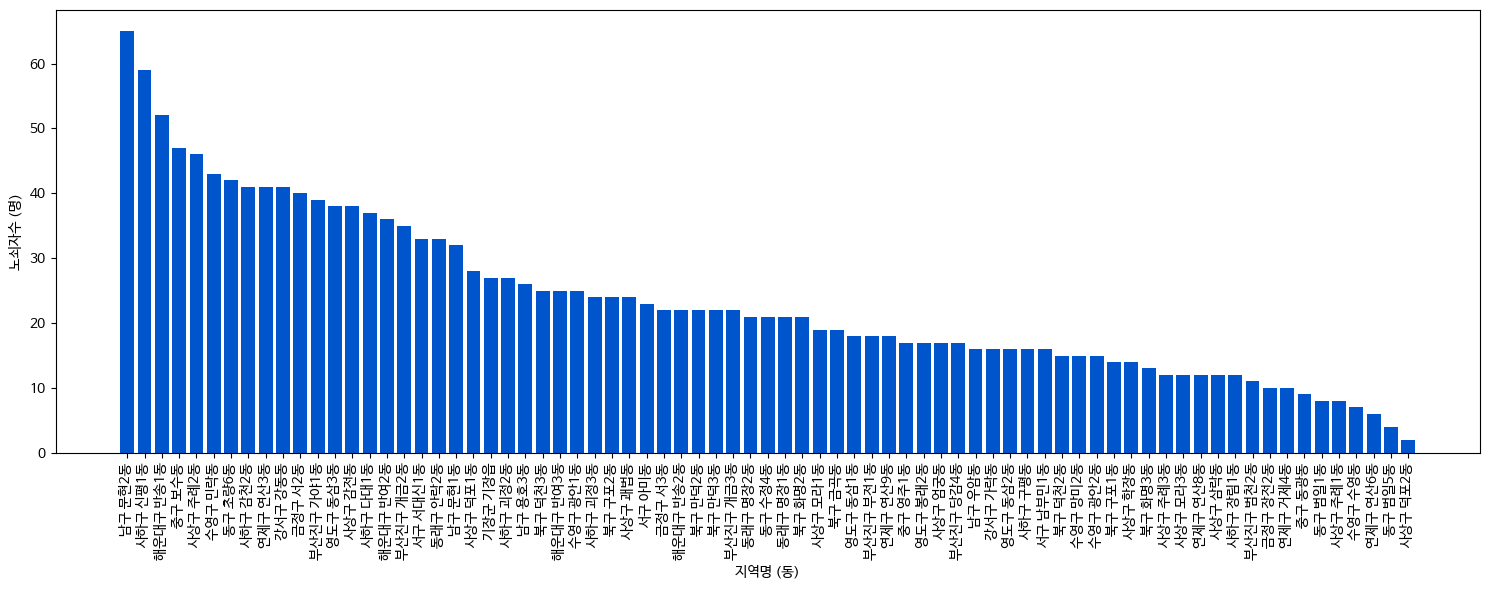 노쇠자수 (명)
60
50
40
30
20
10
0
남구 문현2동
사하구 신평1동
해운대구 반송1동
중구 보수동
사상구 주례2동
수영구 민락동
동구 초량6동
사하구 감천2동
연제구 연산3동
강서구 강동동
금정구 서2동
부산진구 가야1동
영도구 동삼3동
사상구 감전동
사하구 다대1동
해운대구 반여2동
부산진구 개금2동
서구 서대신1동
동래구 안락2동
남구 문현1동
사상구 덕포1동
기장군 기장읍
사하구 괴정2동
남구 용호3동
북구 덕천3동
해운대구 반여3동
수영구 광안1동
사하구 괴정3동
북구 구포2동
사상구 괘법동
서구 아미동
금정구 서3동
해운대구 반송2동
북구 만덕2동
북구 만덕3동
부산진구 개금3동
동래구 명장2동
동구 수정4동
동래구 명장1동
북구 화명2동
사상구 모라1동
북구 금곡동
영도구 동삼1동
부산진구 부전1동
연제구 연산9동
중구 영주1동
영도구 봉래2동
사상구 엄궁동
부산진구 당감4동
남구 우암동
강서구 가락동
영도구 동삼2동
사하구 구평동
서구 남부민1동
북구 덕천2동
수영구 망미2동
수영구 광안2동
북구 구포1동
사상구 학장동
북구 화명3동
사상구 주례3동
사상구 모라3동
연제구 연산8동
사상구 삼락동
사하구 장림1동
부산진구 범천2동
금정구 장전2동
연제구 거제4동
중구 동광동
동구 범일1동
사상구 주례1동
수영구 수영동
연제구 연산6동
동구 범일5동
사상구 덕포2동
지역명 (동)